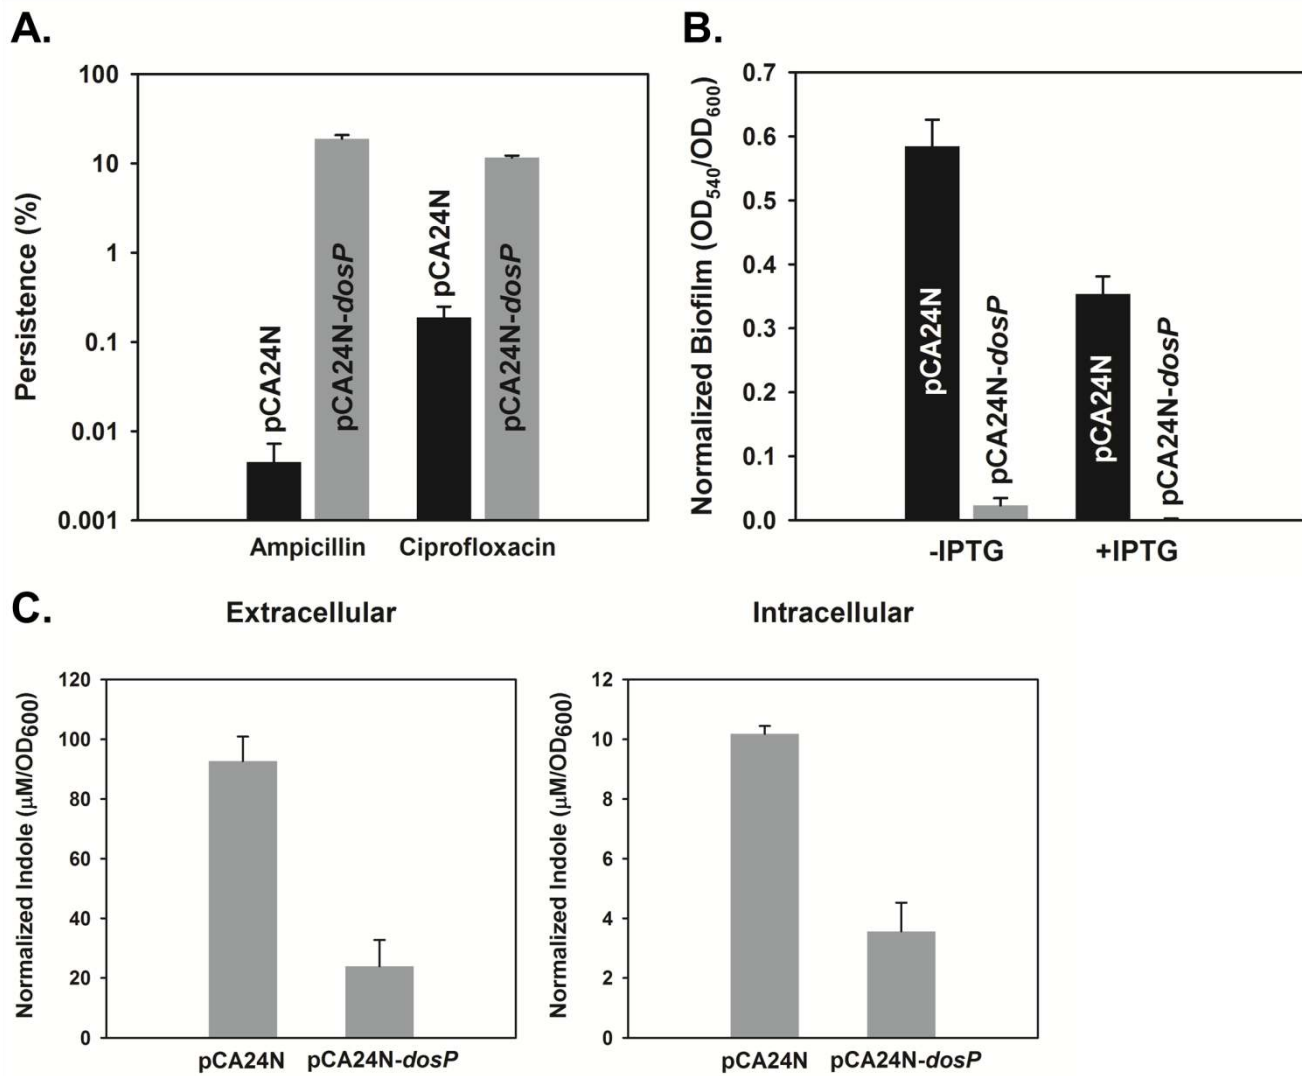 A.
Persistence (%)
100
10
1
0.1
0.01
0.001
pCA24N
pCA24N-dosP
pCA24N
pCA24N-dosP
Ampicillin
Ciprofloxacin
B.
Normalized Biofilm (OD540/OD600)
0.7
0.6
0.5
0.4
0.3
0.2
0.1
0.0
pCA24N
pCA24N-dosP
pCA24N
pCA24N-dosP
-IPTG
+IPTG
C.
Extracellular
Normalized Indole (μM/OD600)
120
100
80
60
40
20
0
pCA24N
pCA24N-dosP
Intracellular
Normalized Indole (μM/OD600)
12
10
8
6
4
2
0
pCA24N
pCA24N-dosP